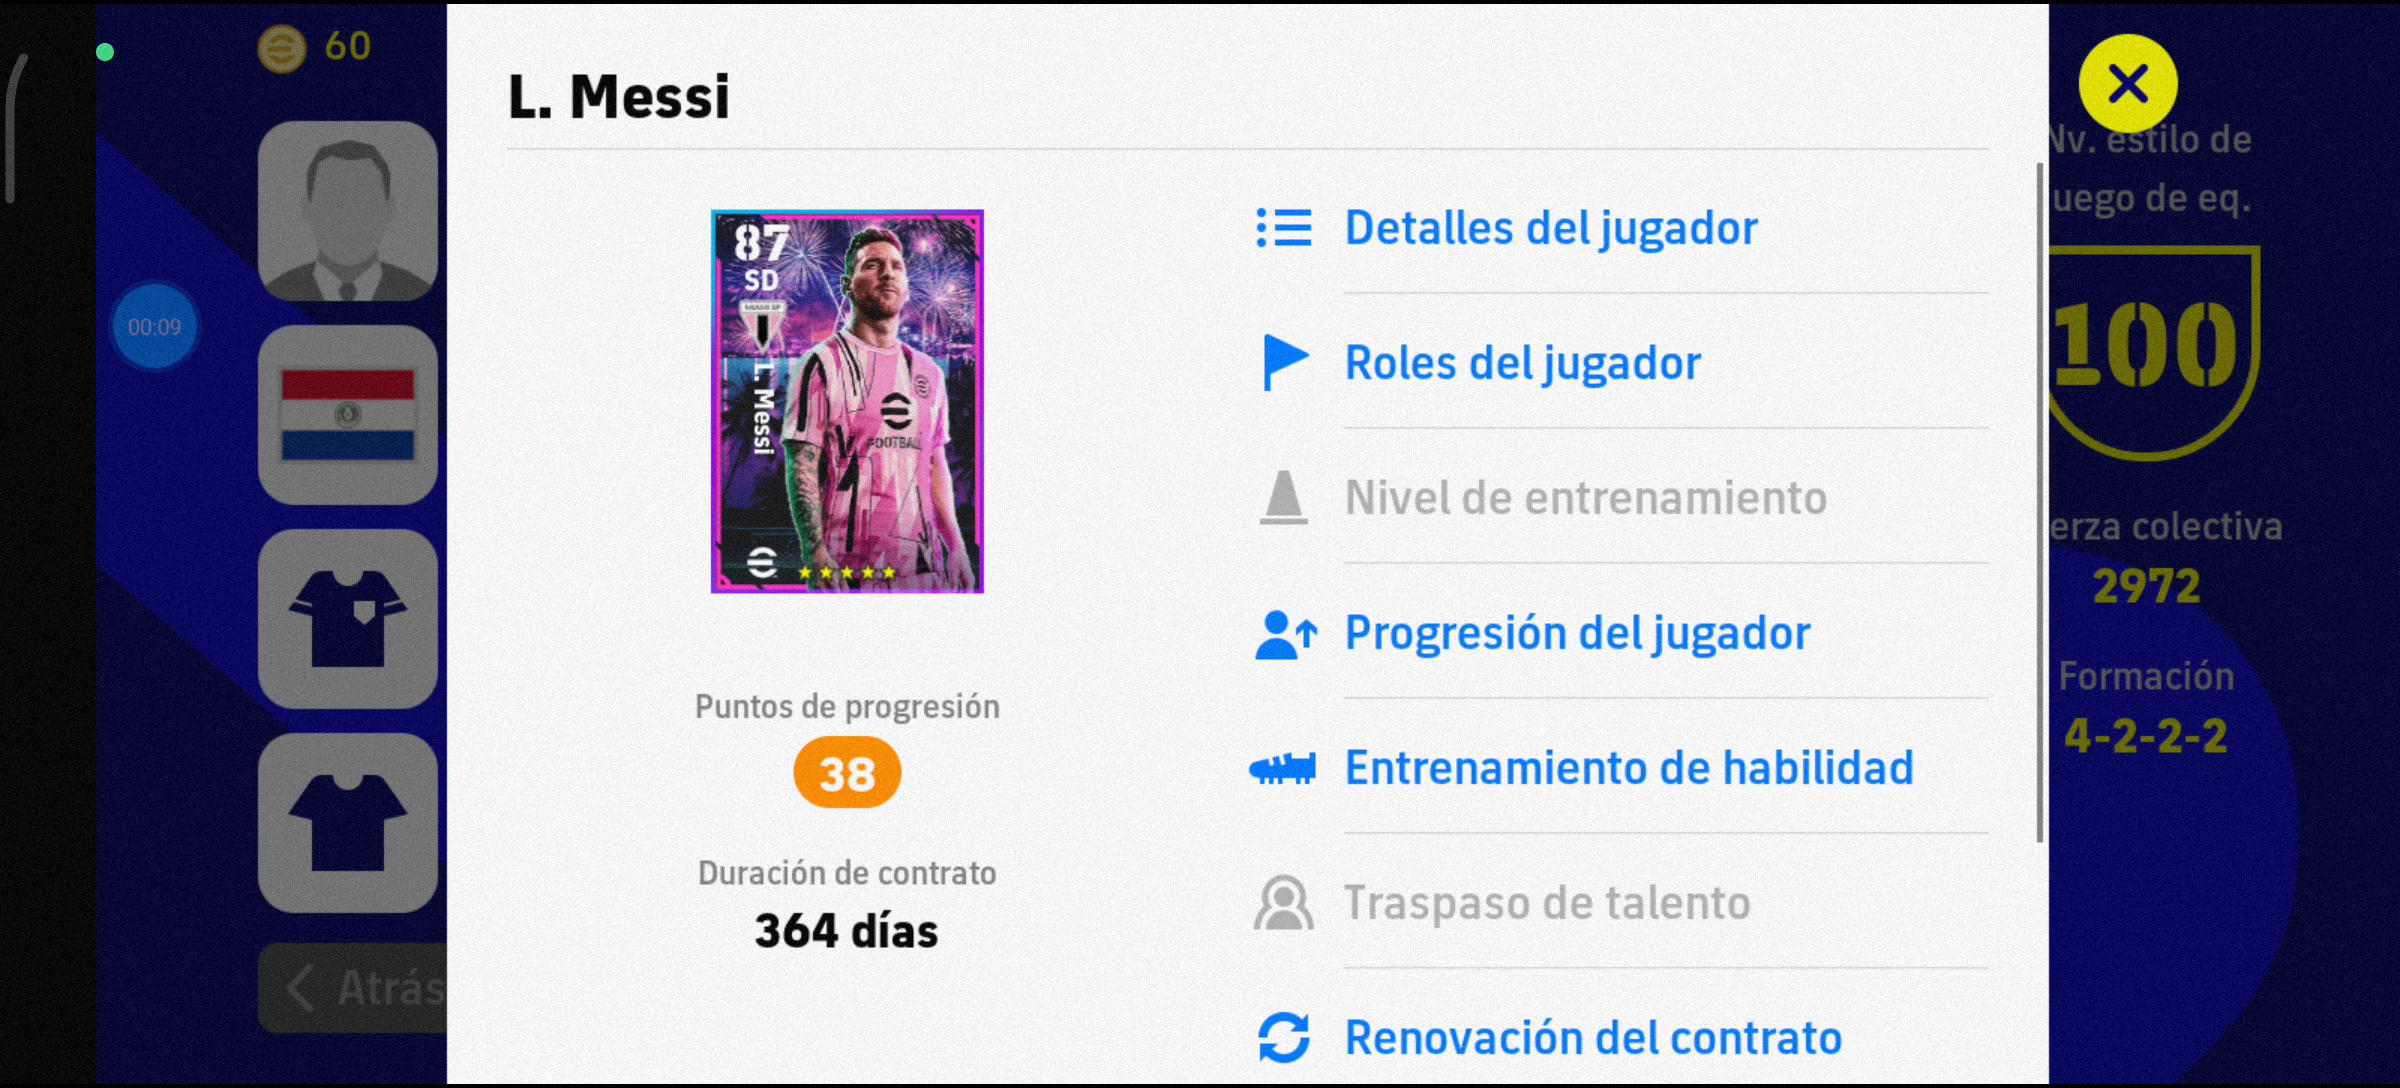 60
L. Messi
00:09
87
SD
L. Messi
FOOTBALL
Puntos de progresión
38
Duración de contrato
364 días
Detalles del jugador
Roles del jugador
Nivel de entrenamiento
Progresión del jugador
Entrenamiento de habilidad
Traspaso de talento
Renovación del contrato
Atrás
Nv. estilo de
uego de eq.
100
erza colectiva
2972
Formación
4-2-2-2